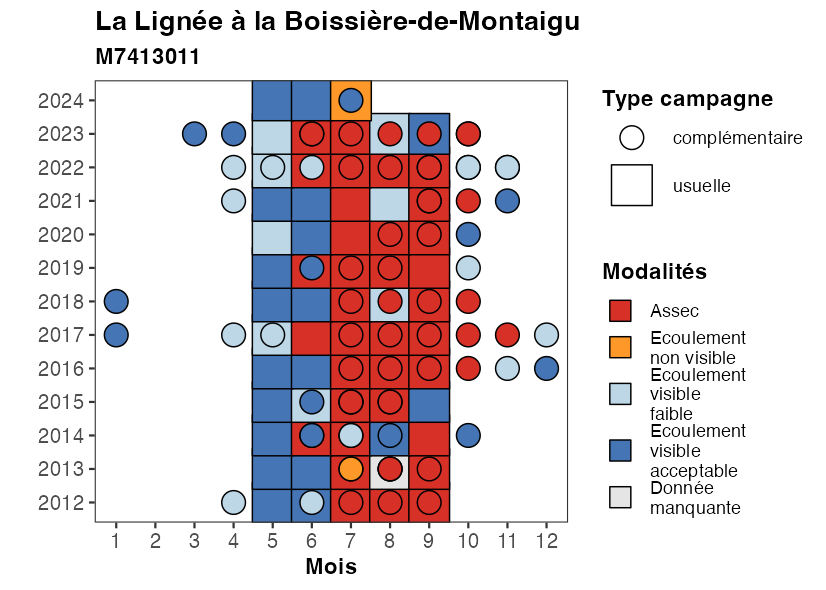 La Lignée à la Boissière-de-Montaigu
M7413011
2024
2023
2022
2021
2020
2019
2018
2017
2016
2015
2014
2013
2012
1 2 3 4 5 6 7 8 9 10 11 12
Mois
Type campagne
complémentaire
usuelle
Modalités
Assec
Ecoulement
non visible
Ecoulement
visible
faible
Ecoulement
visible
acceptable
Donnée
manquante